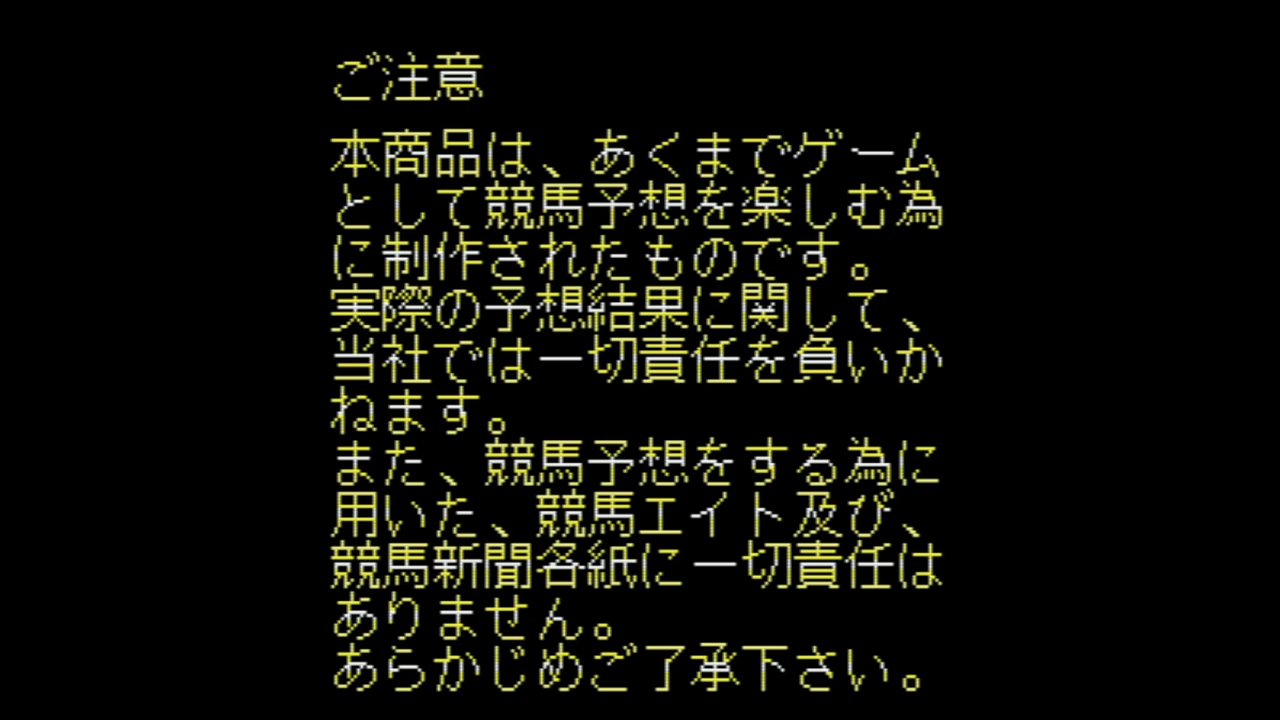 ご注意
本商品は、あくまでゲーム
として競馬予想を楽しむ為
に制作されたものです。
実際の予想結果に関して、
当社では一切責任を負いか
ねます。
また、競馬予想をする為に
用いた、競馬エイト及び、
競馬新聞各紙に一切責任は
ありません。
あらかじめご了承下さい。